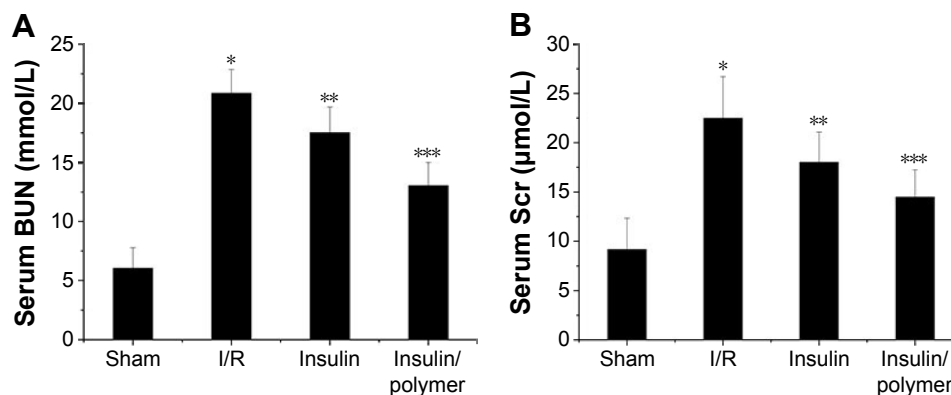 A
Serum BUN (mmol/L)
25
20
15
10
5
0
*
**
***
Sham
I/R
Insulin
Insulin/
polymer
B
Serum Scr (µmol/L)
30
25
20
15
10
5
0
*
**
***
Sham
I/R
Insulin
Insulin/
polymer